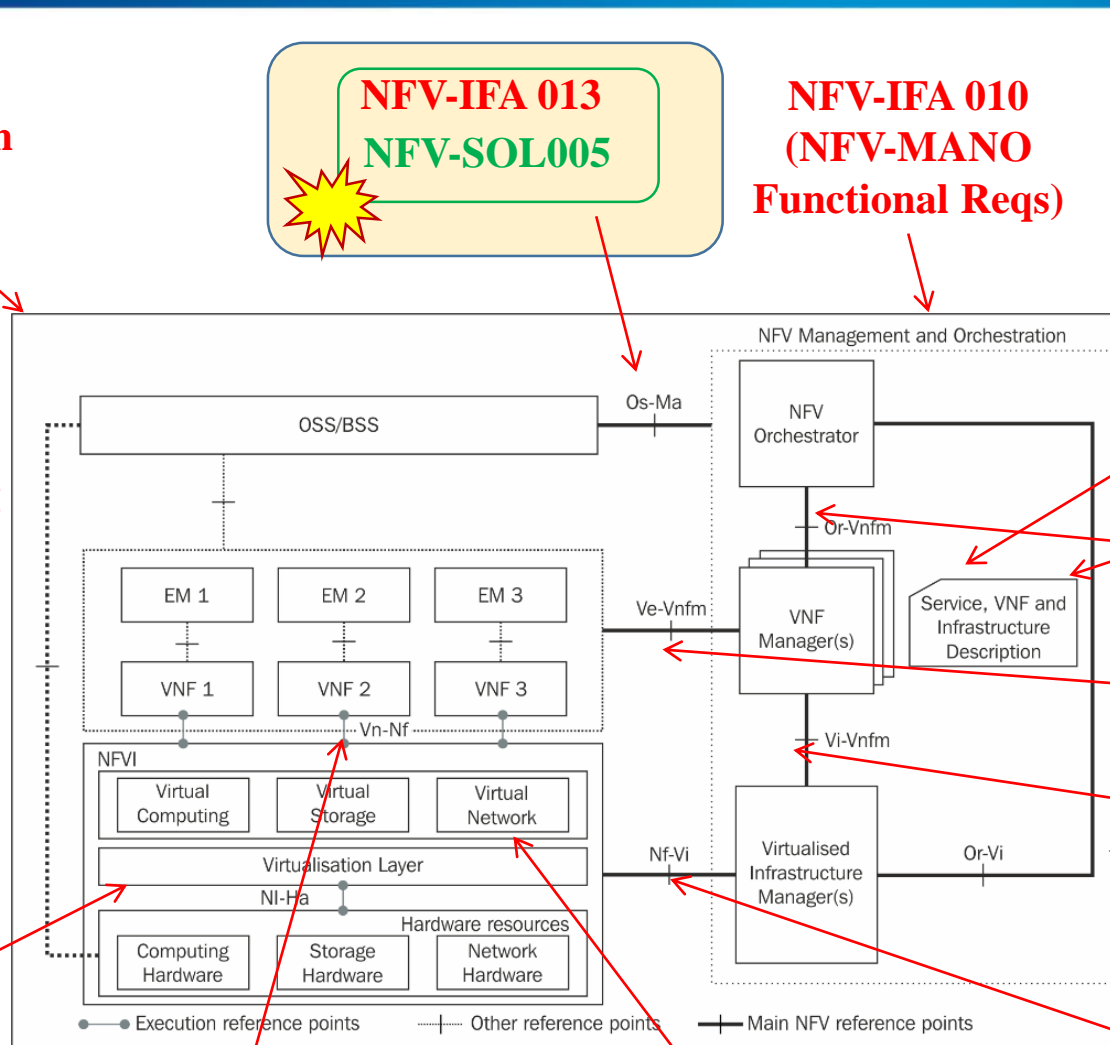 NFV-IFA 013
NFV-SOL005
NFV-IFA 010
(NFV-MANO
Functional Reqs)
NFV Management and Orchestration
OSS/BSS
Os-Ma
NFV
Orchestrator
Or-Vnfm
EM 1
EM 2
EM 3
Ve-Vnfm
VNF
Manager(s)
Service, VNF and
Infrastructure
Description
VNF 1
VNF 2
VNF 3
Vn-Nf
Vi-Vnfm
NFVI
Virtual
Computing
Virtual
Storage
Virtual
Network
Virtualisation Layer
Nf-Vi
Virtualised
Infrastructure
Manager(s)
Or-Vi
NI-Ha
Hardware resources
Computing
Hardware
Storage
Hardware
Network
Hardware
Execution reference points
Other reference points
Main NFV reference points